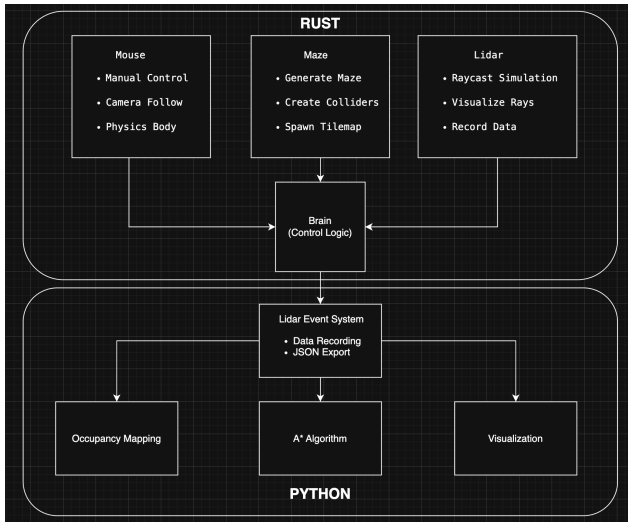 RUST
Mouse
• Manual Control
• Camera Follow
• Physics Body
Maze
• Generate Maze
• Create Colliders
• Spawn Tilemap
Lidar
• Raycast Simulation
• Visualize Rays
• Record Data
Brain
(Control Logic)
Lidar Event System
• Data Recording
• JSON Export
Occupancy Mapping
A* Algorithm
Visualization
PYTHON